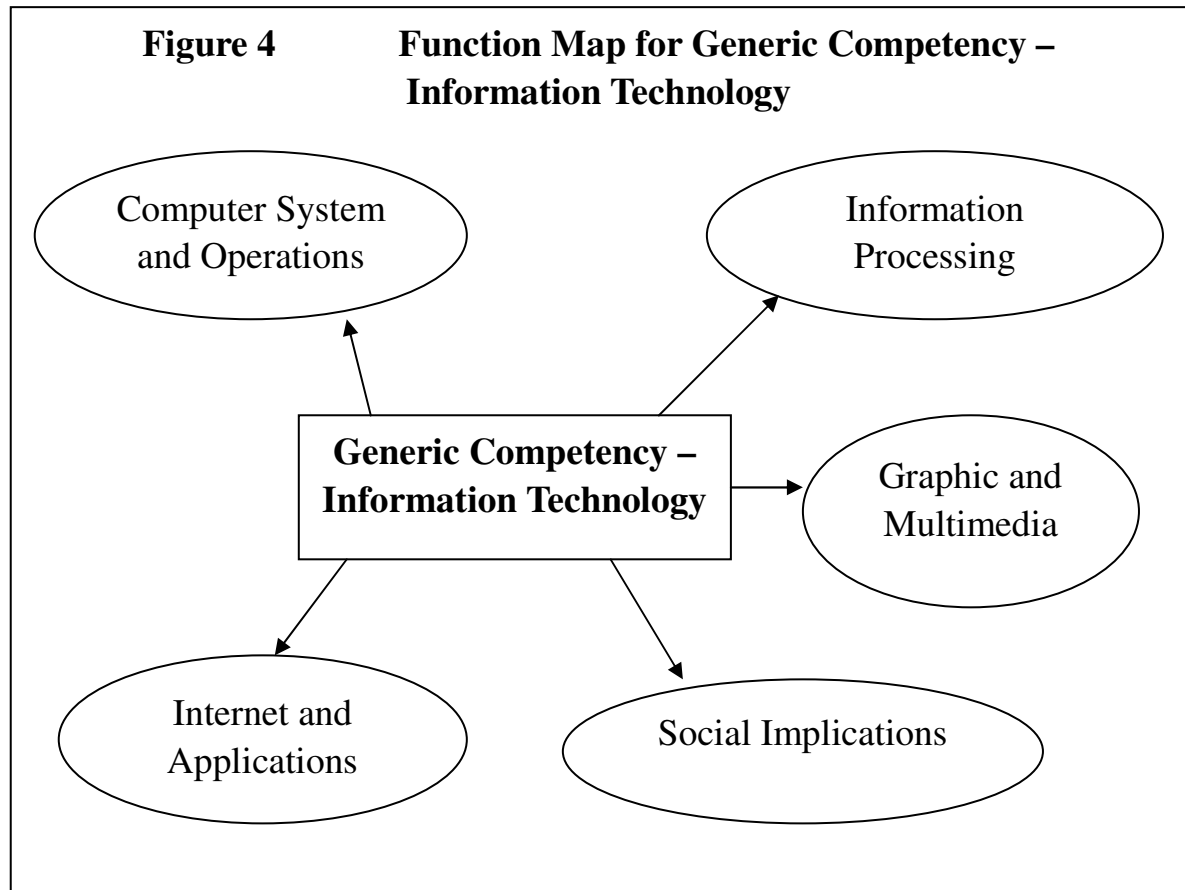 Figure 4 Function Map for Generic Competency –
Information Technology
Computer System
and Operations
Information
Processing
Generic Competency –
Information Technology
Graphic and
Multimedia
Internet and
Applications
Social Implications